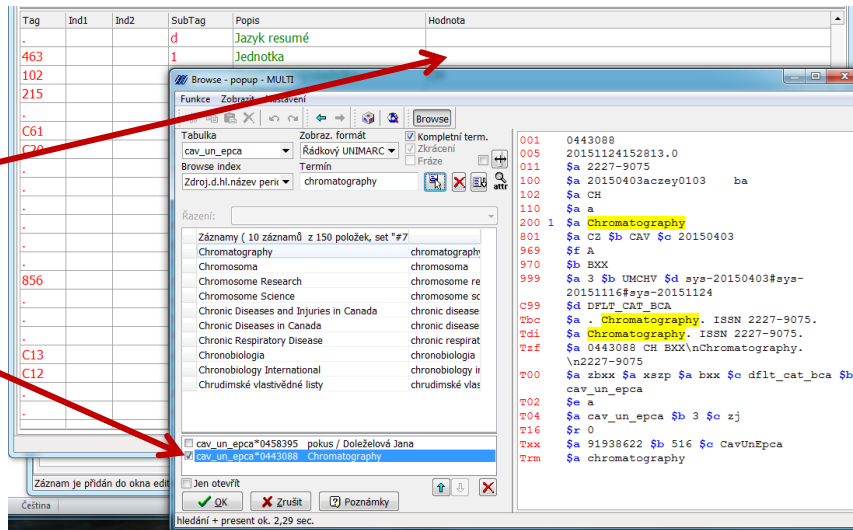 Tag Ind1 Ind2 SubTag Popis Hodnota
. d Jazyk resumé
463 1 Jednotka
102
215
.
C61
C20
.
.
.
.
.
856
.
.
.
C13
C12
.
.
Browse - popup - MULTI
Funkce Zobrazit Nastavení
Browse
Tabulka Zobraz. formát Kompletní term.
cav_un_epca Řádkový UNIMARC Zkrácení
Browse index Termín Fráze
Zdroj.d.hl.název peric chromatography attr
Řazení:
Záznamy ( 10 záznamů z 150 položek, set "#7
Chromatography chromatography
Chromosoma chromosoma
Chromosome Research chromosome re
Chromosome Science chromosome sc
Chronic Diseases and Injuries in Canada chronic disease
Chronic Diseases in Canada chronic disease
Chronic Respiratory Disease chronic respirat
Chronobiologia chronobiologia
Chronobiology International chronobiology ir
Chrudimské vlastivědné listy chrudimské vlas
cav_un_epca*0458395 pokus / Doleželová Jana
cav_un_epca*0443088 Chromatography
Jen otevřít
OK Zrušit Poznámky
hledání + present ok. 2,29 sec.
001 0443088
005 20151124152813.0
011 $a 2227-9075
100 $a 20150403aczey0103 ba
102 $a CH
110 $a a
200 1 $a Chromatography
801 $a CZ $b CAV $c 20150403
969 $f A
970 $b BXX
999 $a 3 $b UMCHV $d sys-20150403#sys-
20151116#sys-20151124
C99 $d DFLT_CAT_BCA
Tbc $a . Chromatography. ISSN 2227-9075.
Tdi $a Chromatography. ISSN 2227-9075.
Tzf $a 0443088 CH BXX\nChromatography.
\n2227-9075
T00 $a zbxx $a xszp $a bxx $c dflt_cat_bca $b
cav_un_epca
T02 $e a
T04 $a cav_un_epca $b 3 $c zj
T16 $r 0
Txx $a 91938622 $b 516 $c CavUnEpca
Trm $a chromatography
Záznam je přidán do okna edit
Čeština